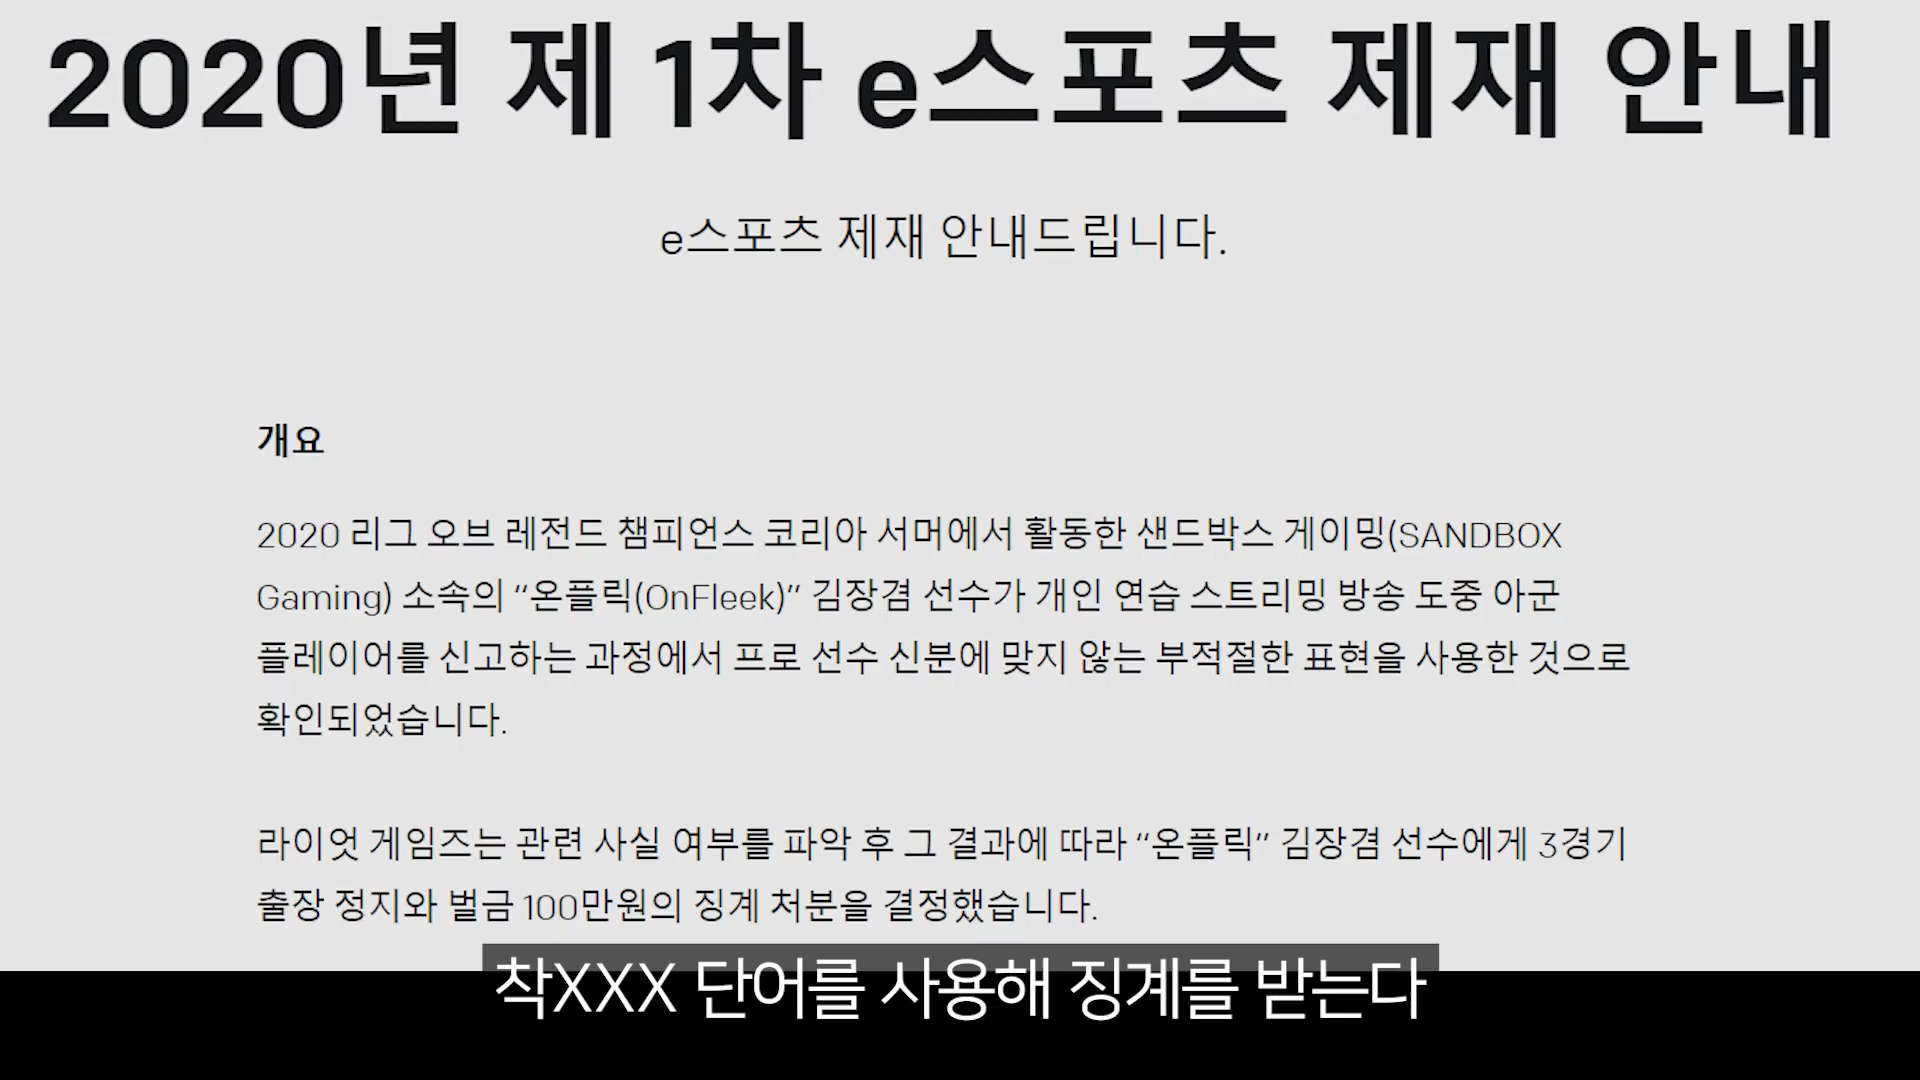 2020년 제 1차 e스포츠 제재 안내
e스포츠 제재 안내드립니다.
개요
2020 리그 오브 레전드 챔피언스 코리아 서머에서 활동한 샌드박스 게이밍(SANDBOX
Gaming) 소속의 “온플릭(OnFleek)” 김장겸 선수가 개인 연습 스트리밍 방송 도중 아군
플레이어를 신고하는 과정에서 프로 선수 신분에 맞지 않는 부적절한 표현을 사용한 것으로
확인되었습니다.
라이엇 게임즈는 관련 사실 여부를 파악 후 그 결과에 따라 “온플릭” 김장겸 선수에게 3경기
출장 정지와 벌금 100만원의 징계 처분을 결정했습니다.
착XXX 단어를 사용해 징계를 받는다